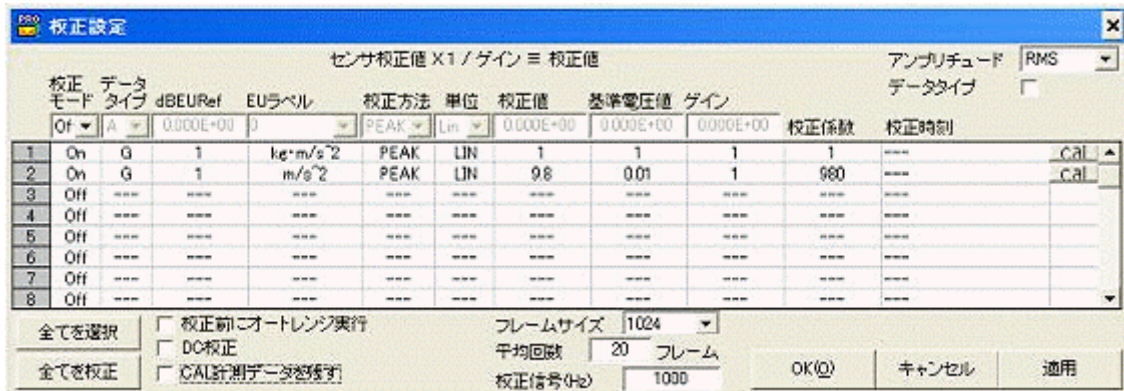 PRO 校正設定
センサ校正値 X 1 / ゲイン ≡ 校正値
アンプリチュード RMS
データタイプ
校正モード データタイプ dBEURef EUラベル 校正方法 単位 校正値 基準電圧値 ゲイン 校正係数 校正時刻
Of A 0.000E+00 0 PEAK Lin 0.000E+00 0.000E+00 0.000E+00
1 On G 1 kg·m/s^2 PEAK LIN 1 1 1 1 --- cal
2 On G 1 m/s^2 PEAK LIN 9.8 0.01 1 980 --- cal
3 Off --- --- --- --- --- --- --- --- --- ---
4 Off --- --- --- --- --- --- --- --- --- ---
5 Off --- --- --- --- --- --- --- --- --- ---
6 Off --- --- --- --- --- --- --- --- --- ---
7 Off --- --- --- --- --- --- --- --- --- ---
8 Off --- --- --- --- --- --- --- --- --- ---
全てを選択
全てを校正
校正前にオートレンジ実行
DC校正
CAL計測データを残す
フレームサイズ 1024
平均回数 20 フレーム
校正信号(Hz) 1000
OK(O) キャンセル 適用